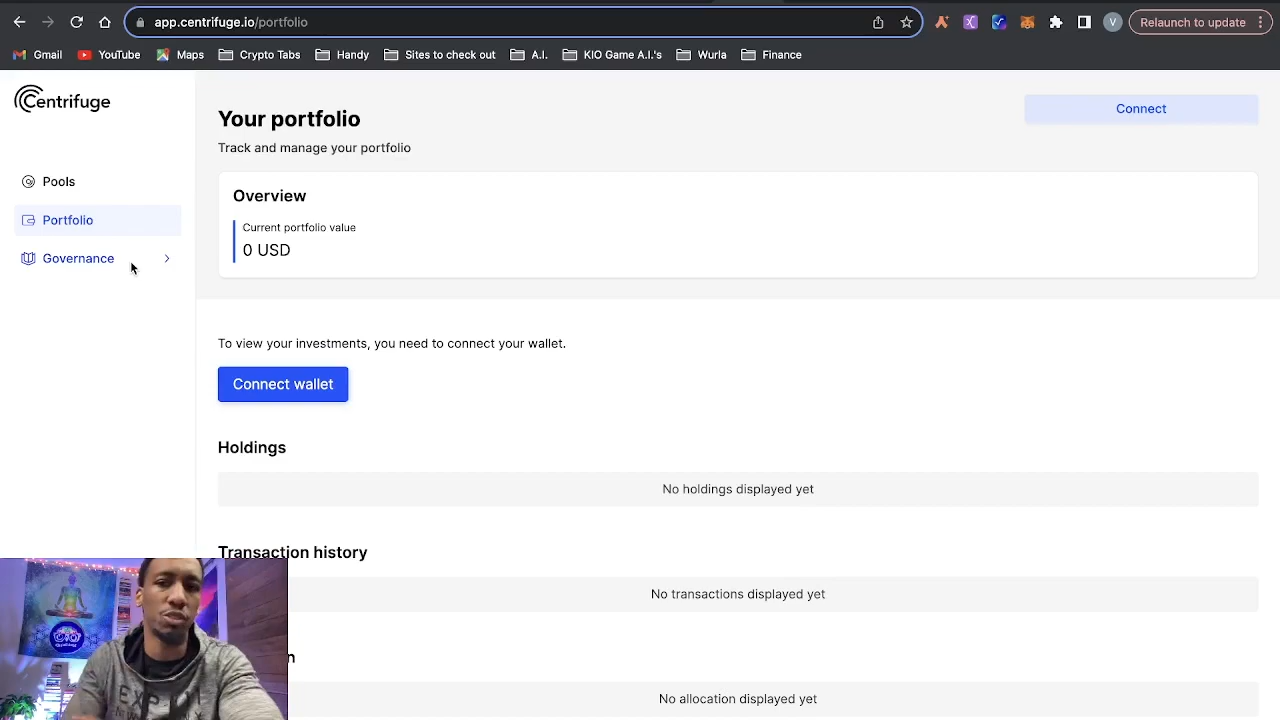 app.centrifuge.io/portfolio
V
Relaunch to update
Gmail
YouTube
Maps
Crypto Tabs
Handy
Sites to check out
A.I.
KIO Game A.I.'s
Wurla
Finance
Centrifuge
Pools
Portfolio
Governance
Your portfolio
Track and manage your portfolio
Connect
Overview
Current portfolio value
0 USD
To view your investments, you need to connect your wallet.
Connect wallet
Holdings
No holdings displayed yet
Transaction history
No transactions displayed yet
No allocation displayed yet